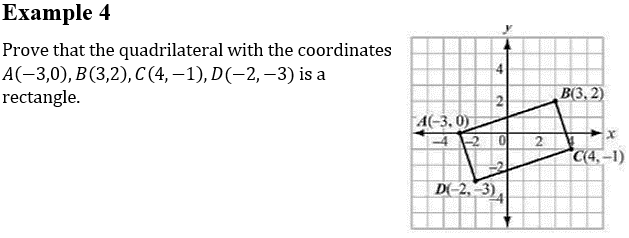 Example 4
Prove that the quadrilateral with the coordinates
A(−3,0), B(3,2), C(4, −1), D(−2, −3) is a
rectangle.
y
4
2
B(3, 2)
A(–3, 0)
x
–4
–2
0
2
4
C(4, –1)
–2
D(–2, –3)
–4